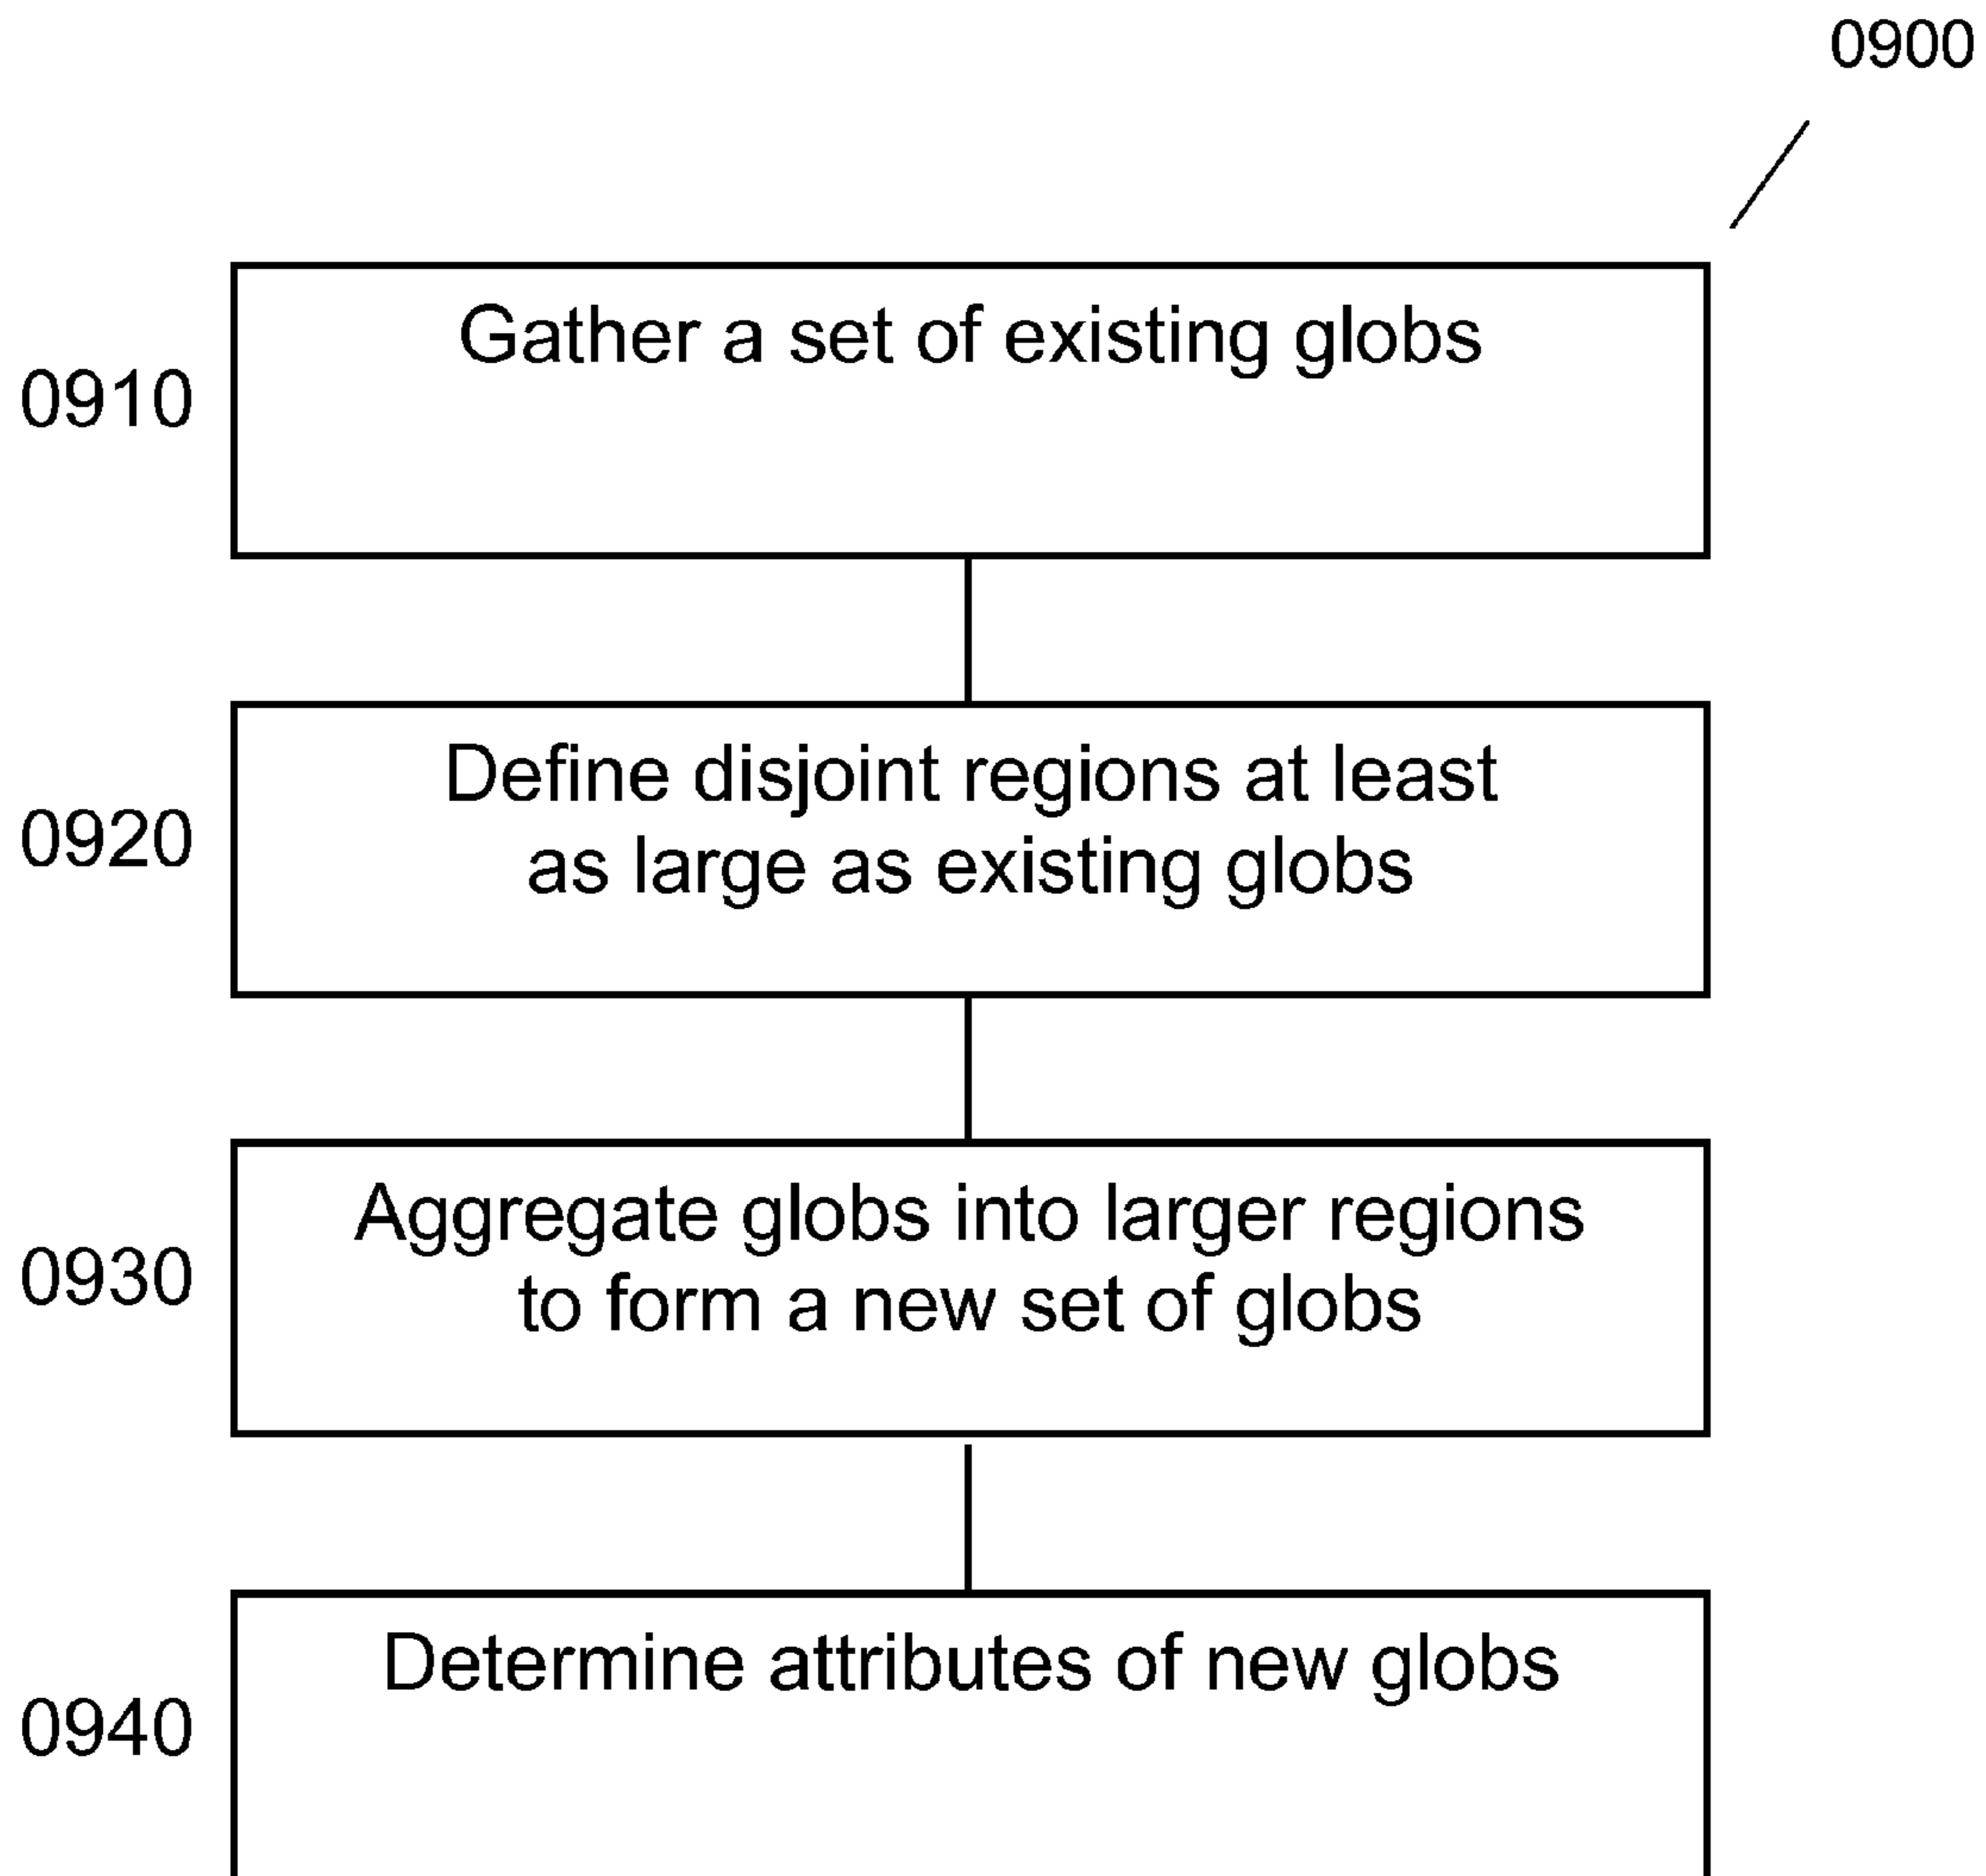 0900
Gather a set of existing globs
0910
Define disjoint regions at least
as large as existing globs
0920
Aggregate globs into larger regions
to form a new set of globs
0930
Determine attributes of new globs
0940